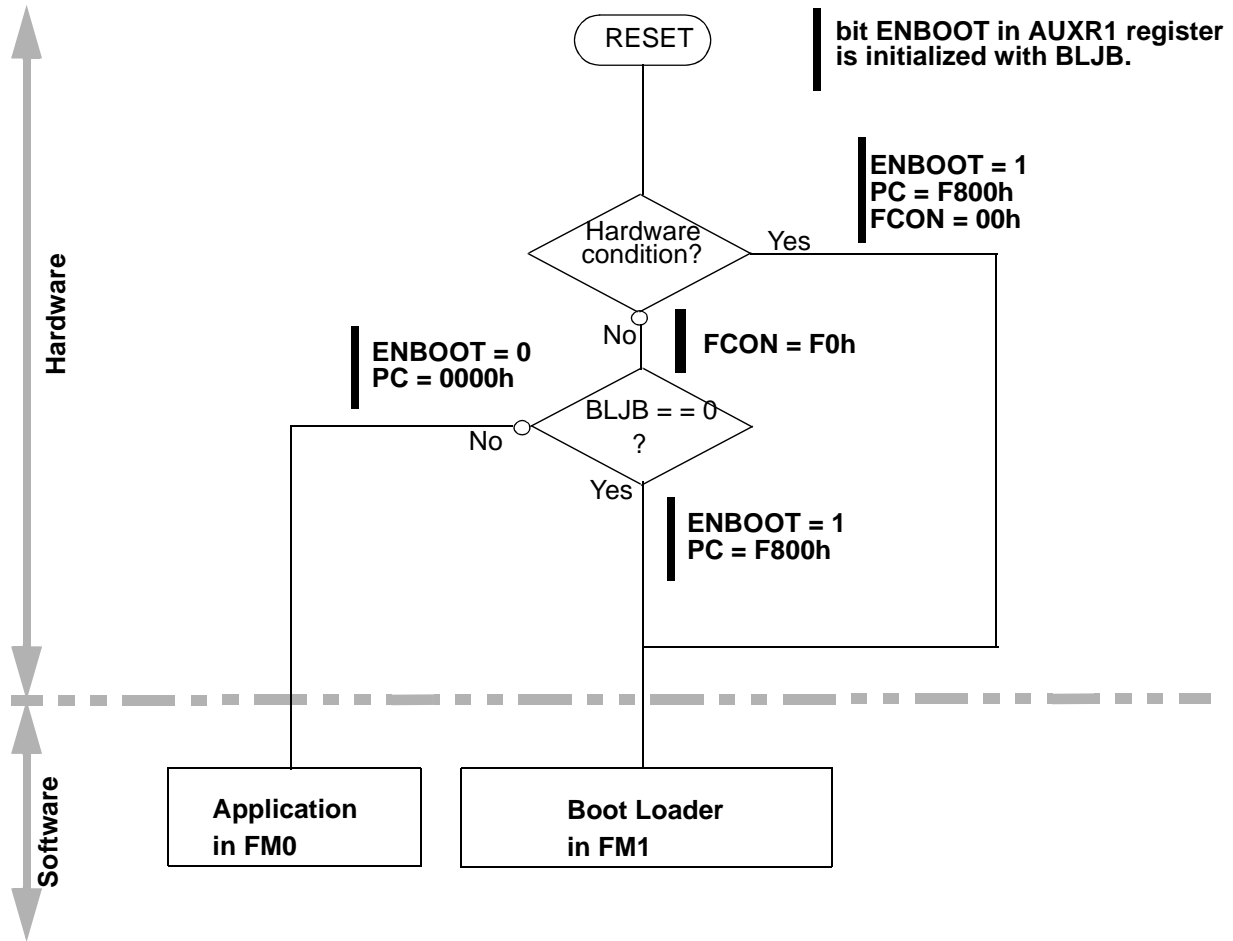 RESET
bit ENBOOT in AUXR1 register
is initialized with BLJB.
ENBOOT = 1
PC = F800h
FCON = 00h
Hardware
condition?
Yes
No
FCON = F0h
ENBOOT = 0
PC = 0000h
BLJB = = 0
?
No
Yes
ENBOOT = 1
PC = F800h
Hardware
Software
Application
in FM0
Boot Loader
in FM1